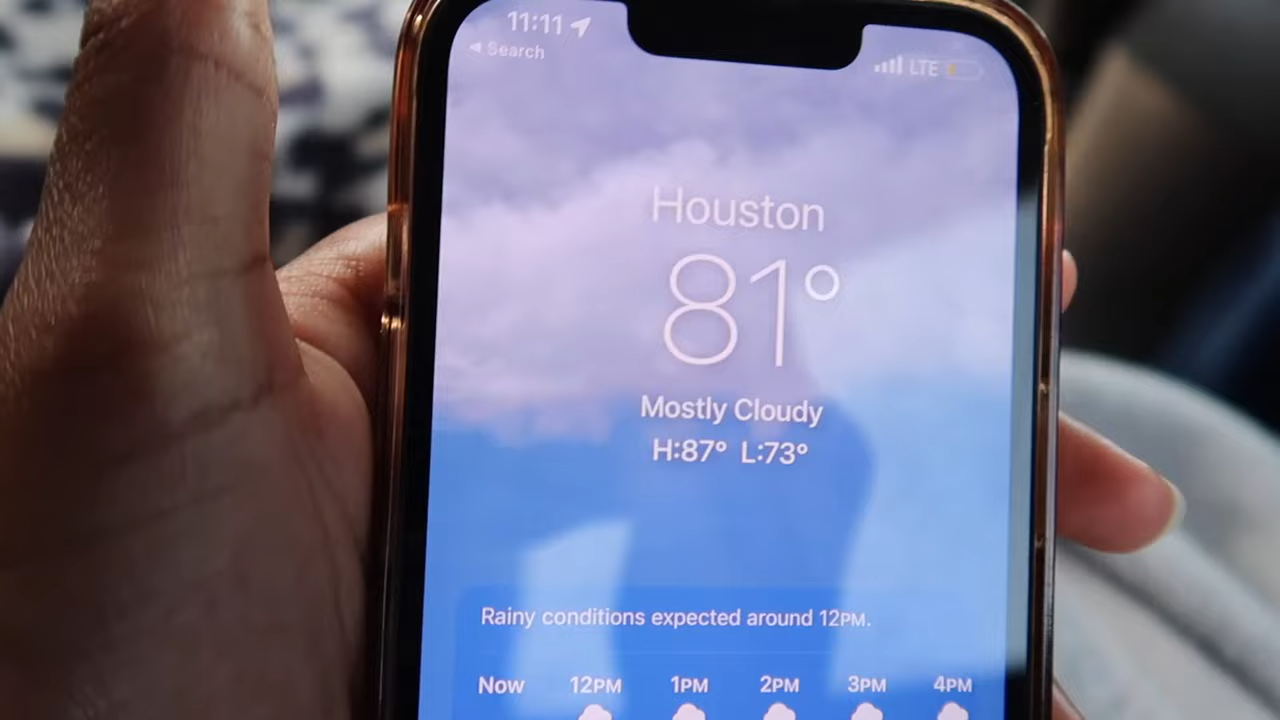 11:11
◀ Search
LTE
Houston
81°
Mostly Cloudy
H:87° L:73°
Rainy conditions expected around 12PM.
Now 12PM 1PM 2PM 3PM 4PM